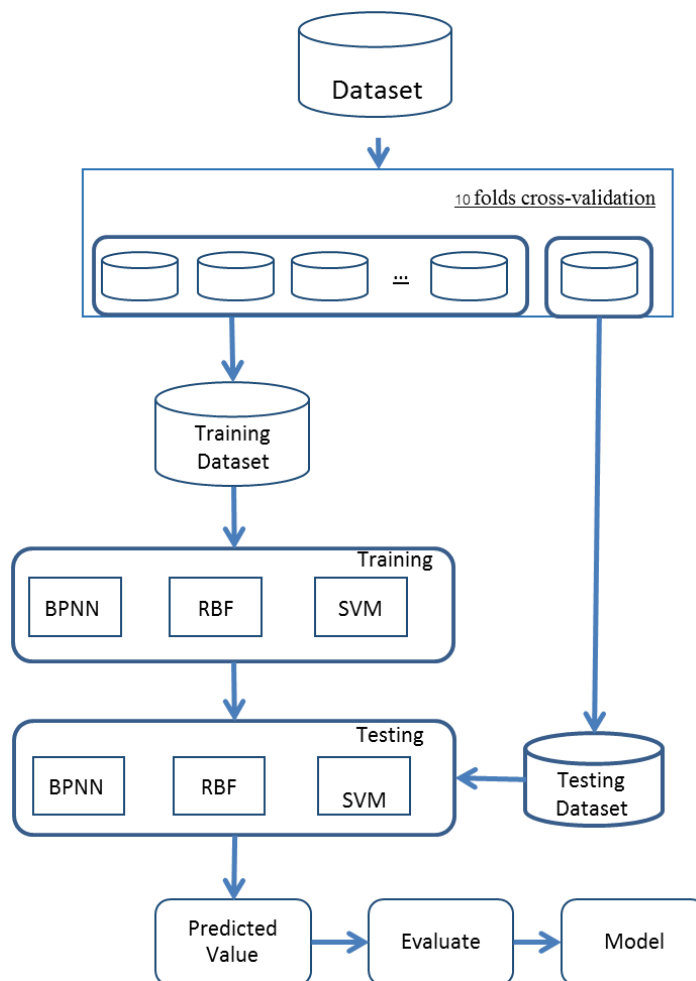 Dataset
10 folds cross-validation
...
Training
Dataset
Training
BPNN
RBF
SVM
Testing
BPNN
RBF
SVM
Testing
Dataset
Predicted
Value
Evaluate
Model